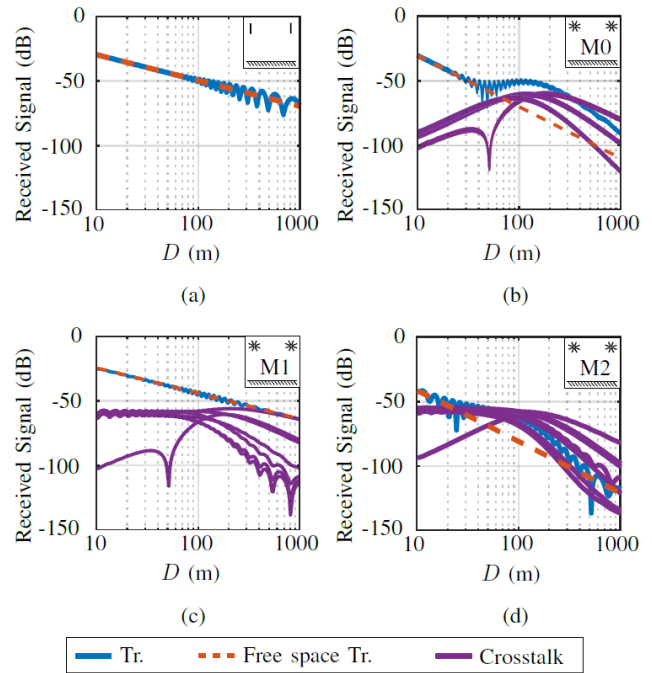 0
-50
-100
-150
Received Signal (dB)
10 100 1000
D (m)
(a)
0
-50
-100
-150
Received Signal (dB)
M0
10 100 1000
D (m)
(b)
0
-50
-100
-150
Received Signal (dB)
M1
10 100 1000
D (m)
(c)
0
-50
-100
-150
Received Signal (dB)
M2
10 100 1000
D (m)
(d)
Tr. Free space Tr. Crosstalk